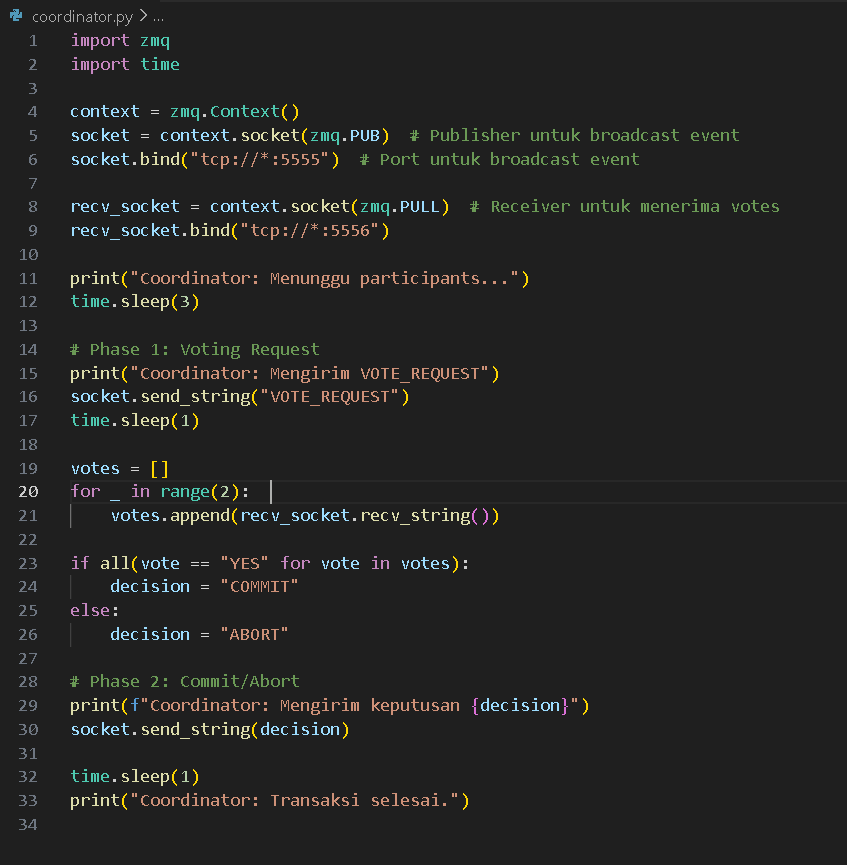 coordinator.py > ...
1 import zmq
2 import time
3
4 context = zmq.Context()
5 socket = context.socket(zmq.PUB)  # Publisher untuk broadcast event
6 socket.bind("tcp://*:5555")  # Port untuk broadcast event
7
8 recv_socket = context.socket(zmq.PULL)  # Receiver untuk menerima votes
9 recv_socket.bind("tcp://*:5556")
10
11 print("Coordinator: Menunggu participants...")
12 time.sleep(3)
13
14 # Phase 1: Voting Request
15 print("Coordinator: Mengirim VOTE_REQUEST")
16 socket.send_string("VOTE_REQUEST")
17 time.sleep(1)
18
19 votes = []
20 for _ in range(2):
21     votes.append(recv_socket.recv_string())
22
23 if all(vote == "YES" for vote in votes):
24     decision = "COMMIT"
25 else:
26     decision = "ABORT"
27
28 # Phase 2: Commit/Abort
29 print(f"Coordinator: Mengirim keputusan {decision}")
30 socket.send_string(decision)
31
32 time.sleep(1)
33 print("Coordinator: Transaksi selesai.")
34